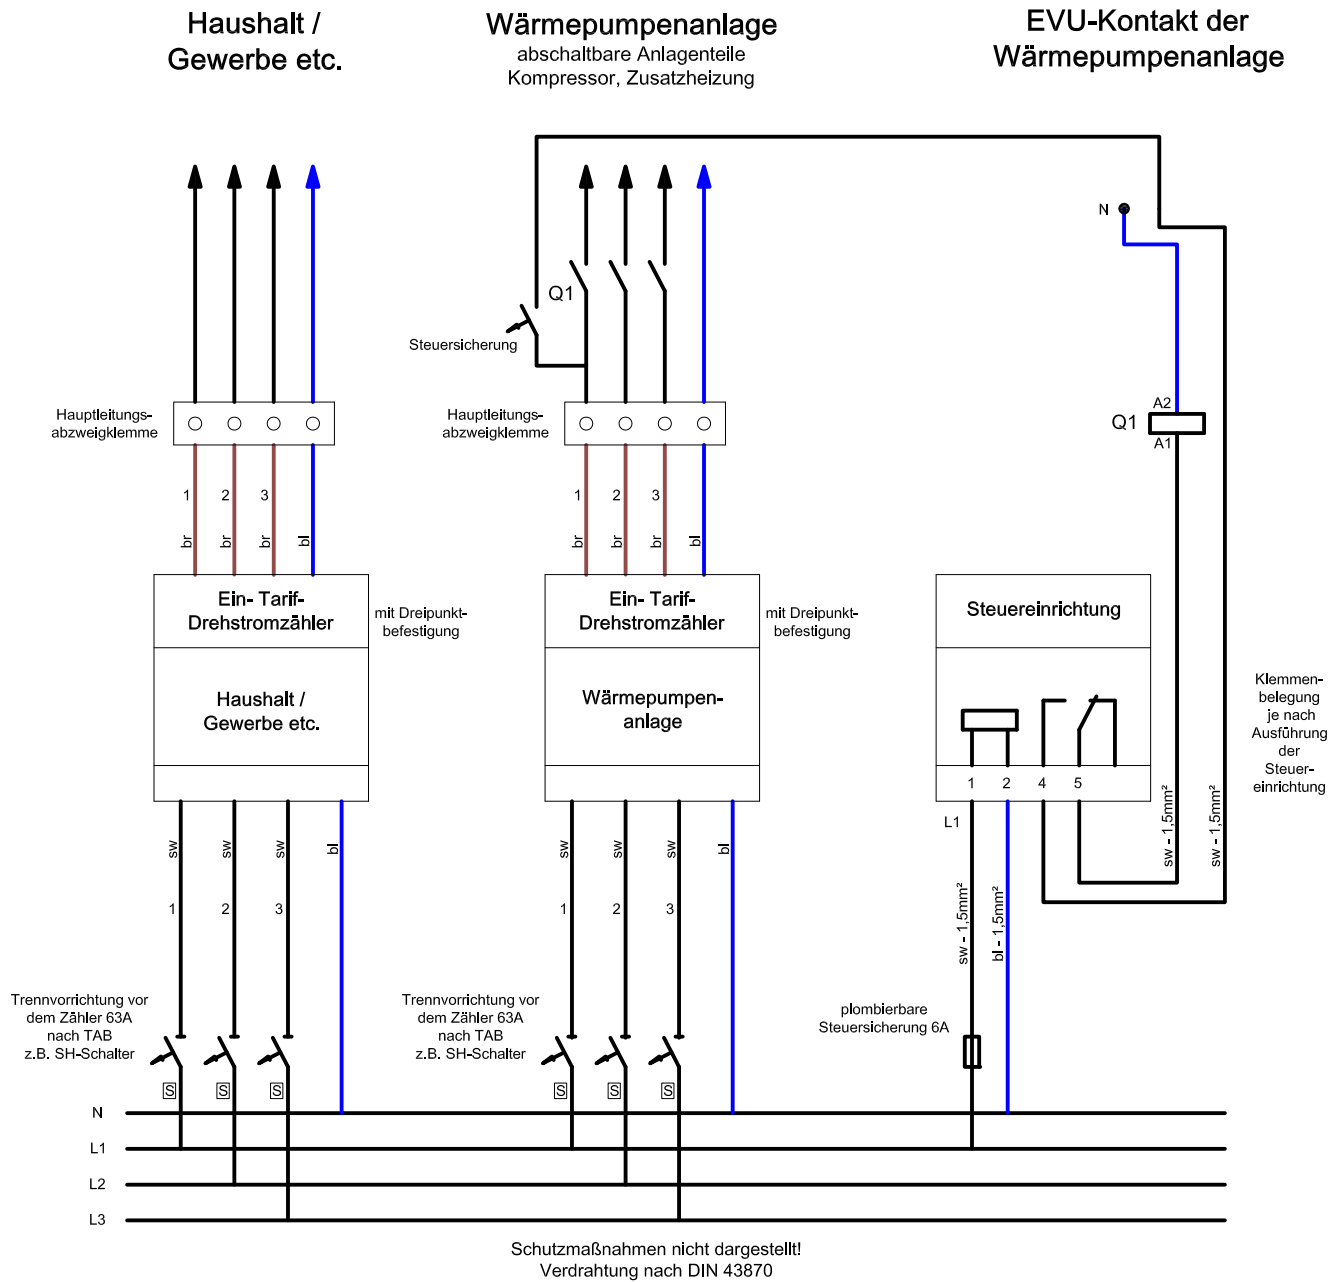 Haushalt /
Gewerbe etc.
Wärmepumpenanlage
abschaltbare Anlagenteile
Kompressor, Zusatzheizung
EVU-Kontakt der
Wärmepumpenanlage
N
Q1
Steuersicherung
Hauptleitungs-
abzweigklemme
Hauptleitungs-
abzweigklemme
A2
Q1
A1
1
2
3
1
2
3
br
br
br
bl
br
br
br
bl
Ein- Tarif-
Drehstromzähler
mit Dreipunkt-
befestigung
Haushalt /
Gewerbe etc.
Ein- Tarif-
Drehstromzähler
mit Dreipunkt-
befestigung
Wärmepumpen-
anlage
Steuereinrichtung
Klemmen-
belegung
je nach
Ausführung
der
Steuer-
einrichtung
1
2
4
5
L1
sw
sw
sw
bl
sw
sw
sw
bl
sw - 1,5mm²
sw - 1,5mm²
1
2
3
1
2
3
sw - 1,5mm²
bl - 1,5mm²
Trennvorrichtung vor
dem Zähler 63A
nach TAB
z.B. SH-Schalter
Trennvorrichtung vor
dem Zähler 63A
nach TAB
z.B. SH-Schalter
plombierbare
Steuersicherung 6A
S
S
S
S
S
S
N
L1
L2
L3
Schutzmaßnahmen nicht dargestellt!
Verdrahtung nach DIN 43870